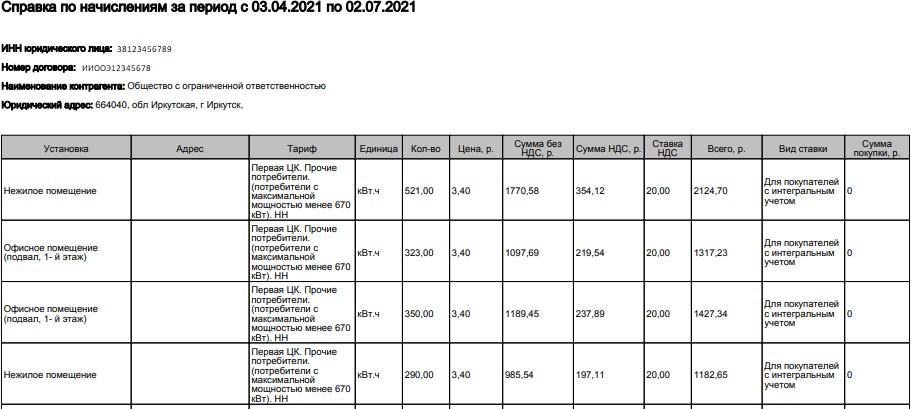 Справка по начислениям за период с 03.04.2021 по 02.07.2021
ИНН юридического лица: 38123456789
Номер договора: ИИООЭ12345678
Наименование контрагента: Общество с ограниченной ответственностью
Юридический адрес: 664040, обл Иркутская, г Иркутск,
Установка
Адрес
Тариф
Единица
Кол-во
Цена, р.
Сумма без
НДС, р.
Сумма НДС, р.
Ставка
НДС
Всего, р.
Вид ставки
Сумма
покупки, р.
Нежилое помещение
Первая ЦК. Прочие
потребители.
(потребители с
максимальной
мощностью менее 670
кВт). НН
кВт.ч
521,00
3,40
1770,58
354,12
20,00
2124,70
Для покупателей
с интегральным
учетом
0
Офисное помещение
(подвал, 1- й этаж)
Первая ЦК. Прочие
потребители.
(потребители с
максимальной
мощностью менее 670
кВт). НН
кВт.ч
323,00
3,40
1097,69
219,54
20,00
1317,23
Для покупателей
с интегральным
учетом
0
Офисное помещение
(подвал, 1- й этаж)
Первая ЦК. Прочие
потребители.
(потребители с
максимальной
мощностью менее 670
кВт). НН
кВт.ч
350,00
3,40
1189,45
237,89
20,00
1427,34
Для покупателей
с интегральным
учетом
0
Нежилое помещение
Первая ЦК. Прочие
потребители.
(потребители с
максимальной
мощностью менее 670
кВт). НН
кВт.ч
290,00
3,40
985,54
197,11
20,00
1182,65
Для покупателей
с интегральным
учетом
0